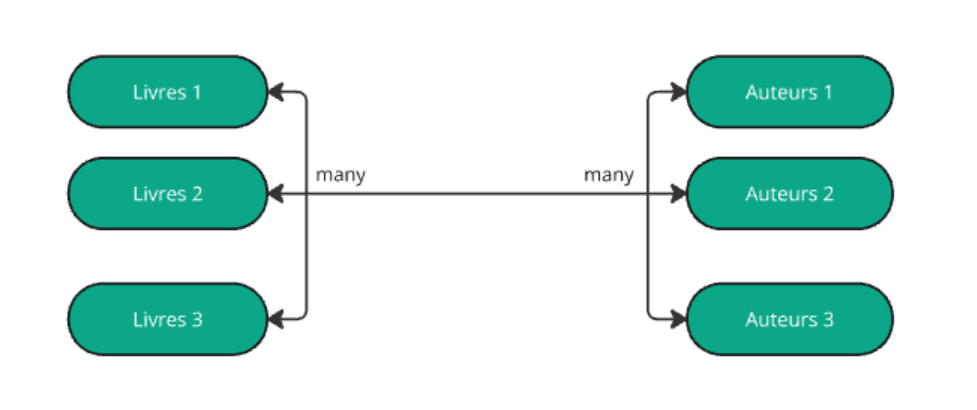 Livres 1
Auteurs 1
many
many
Livres 2
Auteurs 2
Livres 3
Auteurs 3